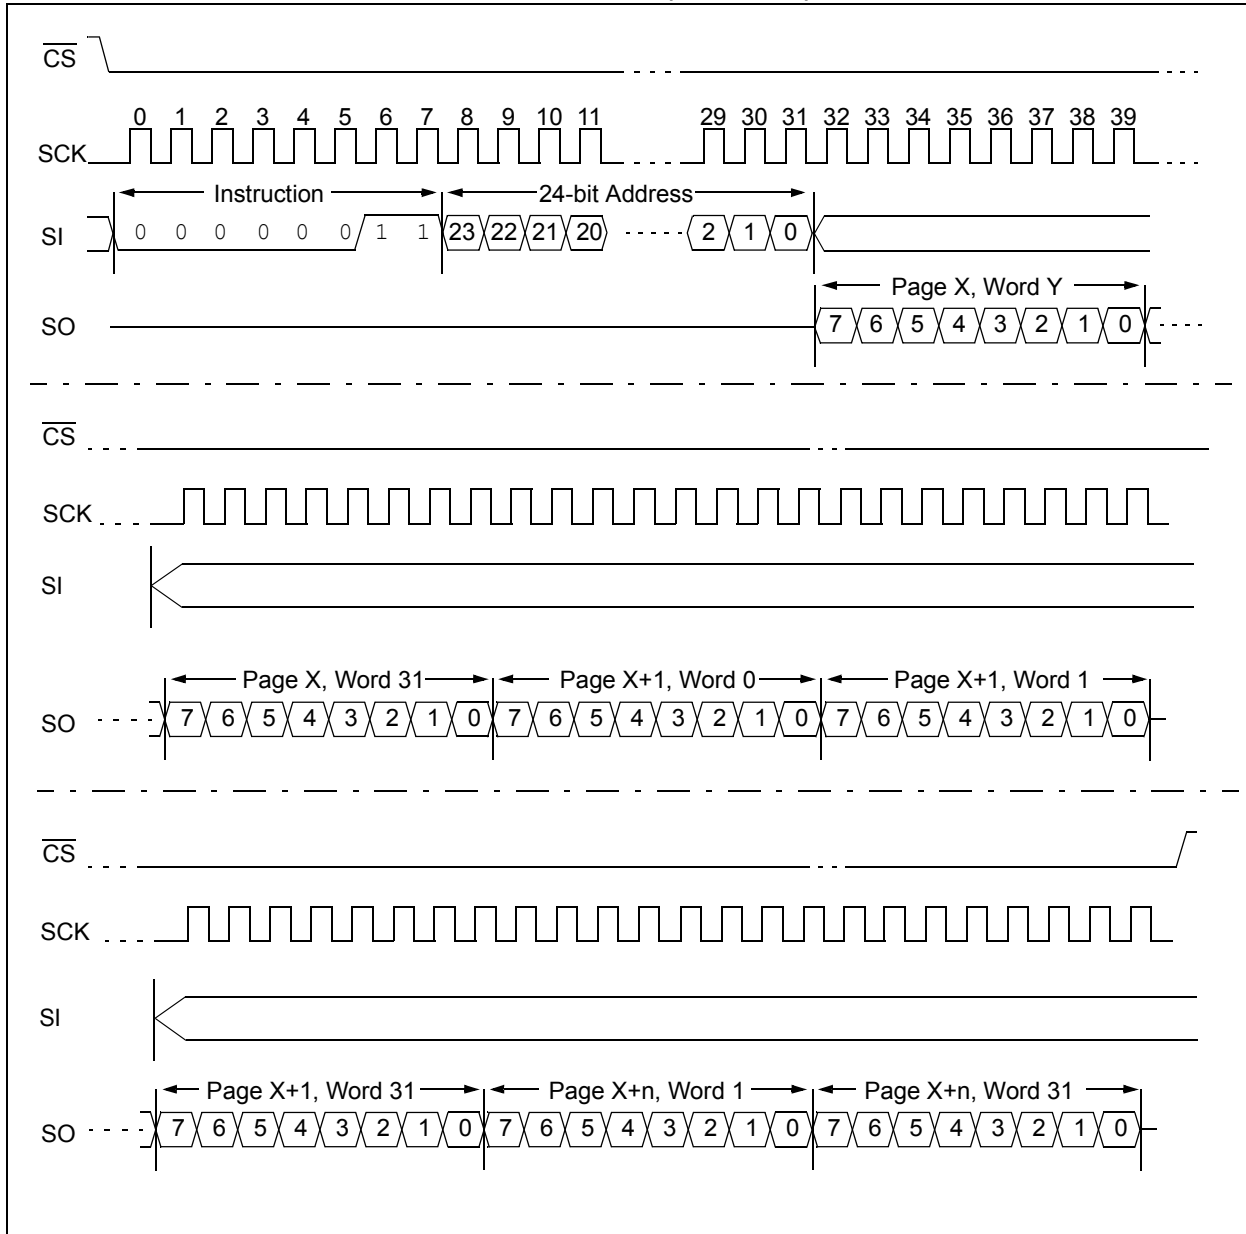 CS
0 1 2 3 4 5 6 7 8 9 10 11 29 30 31 32 33 34 35 36 37 38 39
SCK
Instruction 24-bit Address
SI 0 0 0 0 0 0 1 1 23 22 21 20 2 1 0
Page X, Word Y
SO 7 6 5 4 3 2 1 0
CS
SCK
SI
Page X, Word 31 Page X+1, Word 0 Page X+1, Word 1
SO 7 6 5 4 3 2 1 0 7 6 5 4 3 2 1 0 7 6 5 4 3 2 1 0
CS
SCK
SI
Page X+1, Word 31 Page X+n, Word 1 Page X+n, Word 31
SO 7 6 5 4 3 2 1 0 7 6 5 4 3 2 1 0 7 6 5 4 3 2 1 0